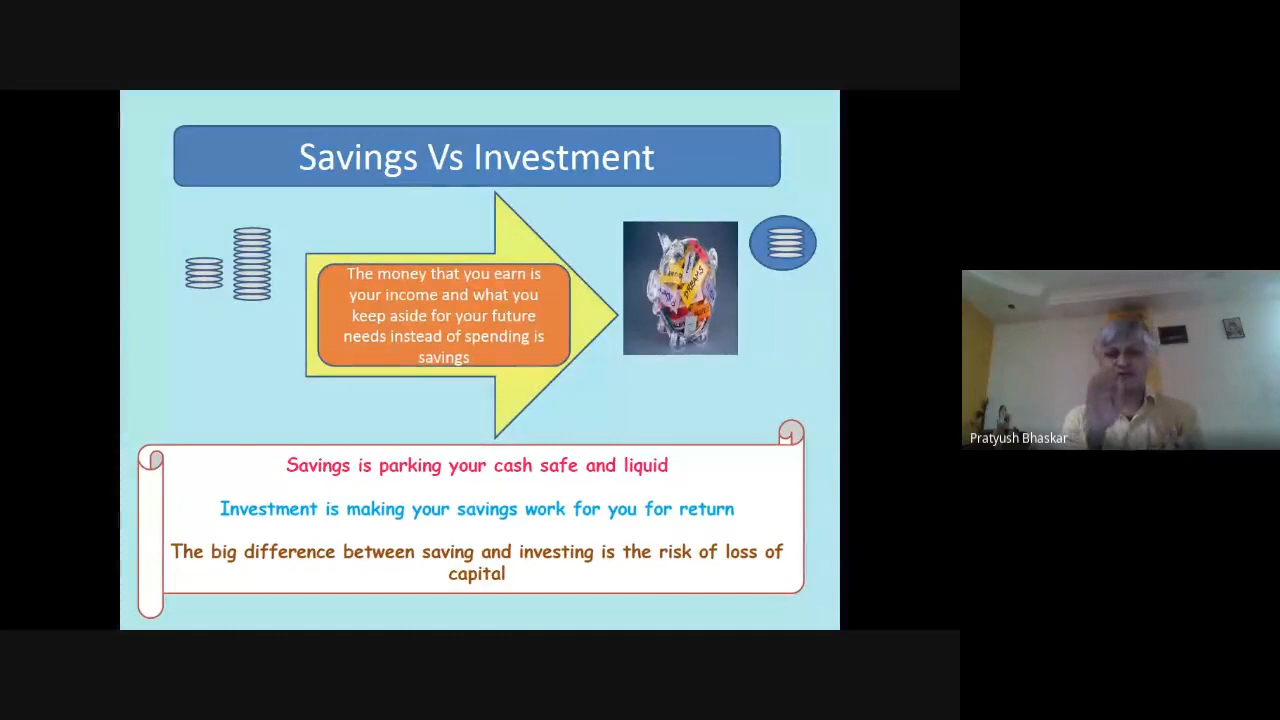 Savings Vs Investment
The money that you earn is
your income and what you
keep aside for your future
needs instead of spending is
savings
DREAMS
Savings is parking your cash safe and liquid
Investment is making your savings work for you for return
The big difference between saving and investing is the risk of loss of
capital
Pratyush Bhaskar